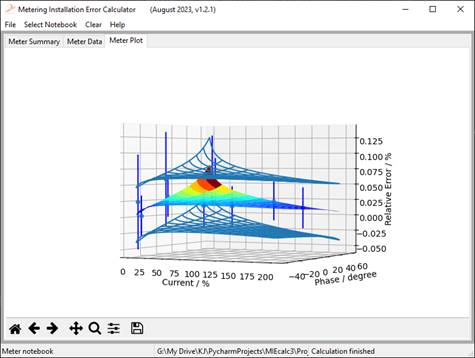 Metering Installation Error Calculator (August 2023, v1.2.1)
File Select Notebook Clear Help
Meter Summary Meter Data Meter Plot
0.125
0.100
0.075
0.050
0.025
0.000
−0.025
−0.050
Relative Error / %
0 25 50 75 100 125 150 175 200
Current / %
−40 −20 0 20 40 60
Phase / degree
Meter notebook G:\My Drive\KJ\PycharmProjects\MIEcalc3\Proj Calculation finished